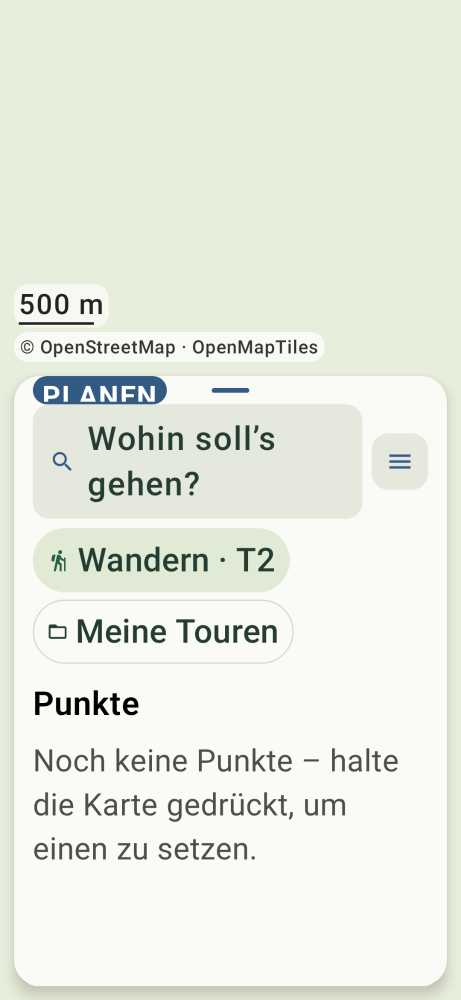 500 m
© OpenStreetMap · OpenMapTiles
PLANEN
Wohin soll’s
gehen?
Wandern · T2
Meine Touren
Punkte
Noch keine Punkte – halte
die Karte gedrückt, um
einen zu setzen.